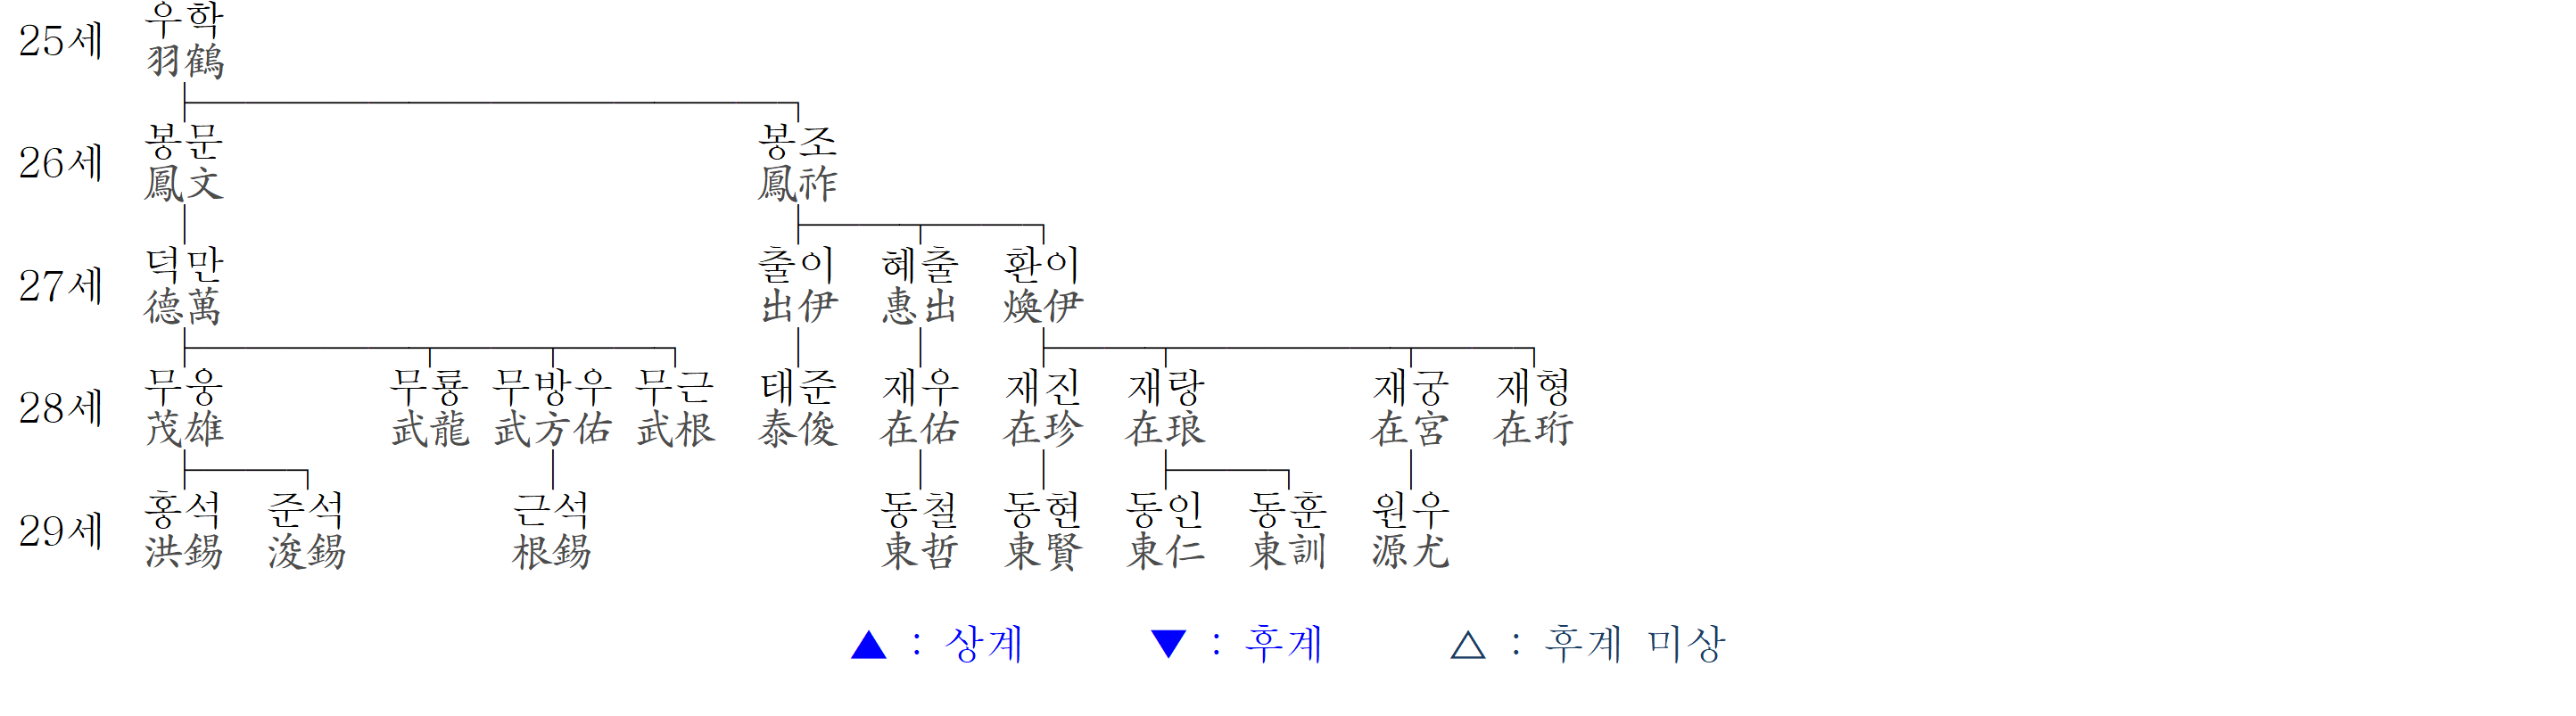 25세 우학
羽鶴
26세 봉문 봉조
鳳文 鳳祚
27세 덕만 출이 혜출 환이
德萬 出伊 惠出 煥伊
28세 무웅 무룡 무방우 무근 태준 재우 재진 재랑 재궁 재형
茂雄 武龍 武方佑 武根 泰俊 在佑 在珍 在琅 在宮 在珩
29세 홍석 준석 근석 동철 동현 동인 동훈 원우
洪錫 浚錫 根錫 東哲 東賢 東仁 東訓 源尤
▲ : 상계 ▼ : 후계 △ : 후계 미상